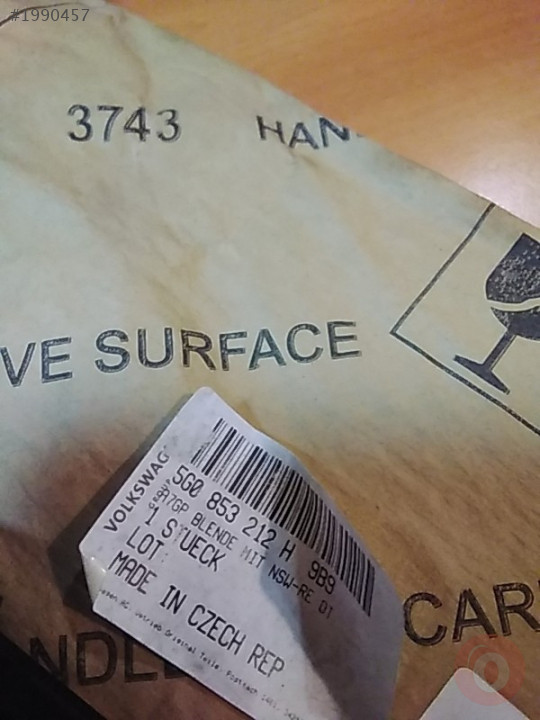 #1990457
3743 HAN
VE SURFACE
VOLKSWAG
5G0 853 212 H 9B9
A7GP BLENDE MIT NSW-RE 01
1 STUECK
LOT
MADE IN CZECH REP.
CAR
NDLE